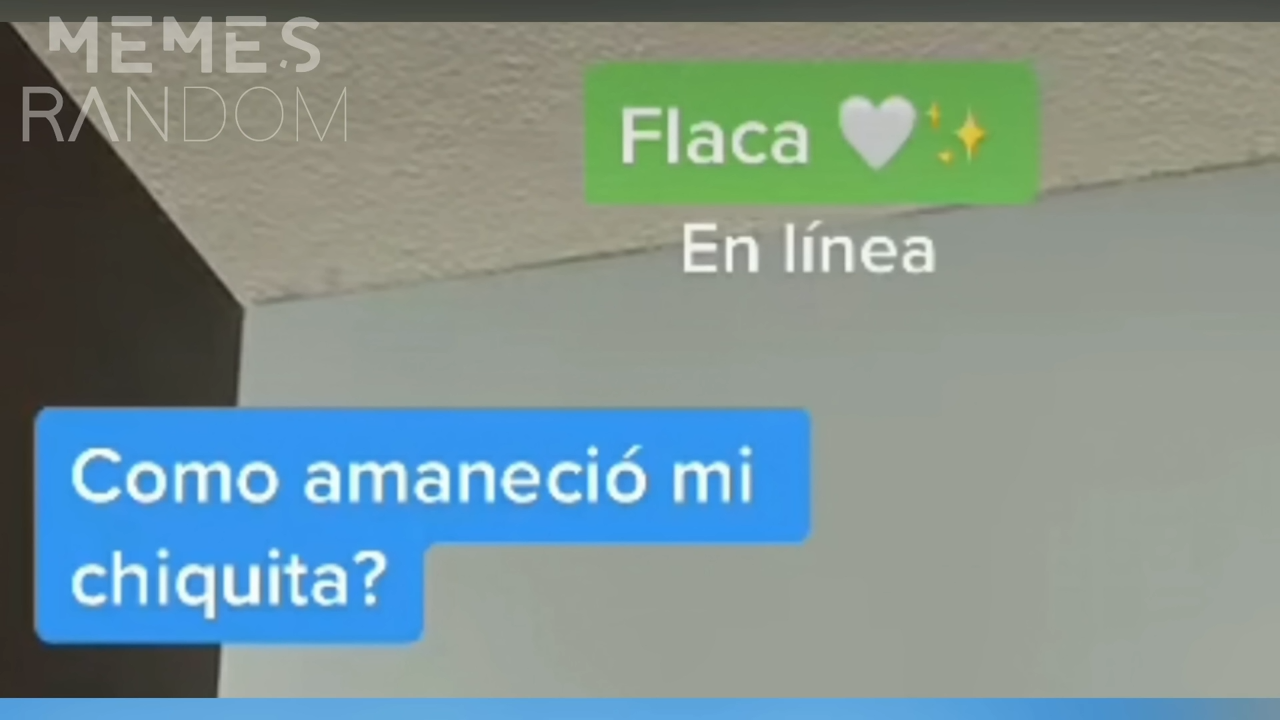 MEMES
RANDOM
Flaca 🤍✨
En línea
Como amaneció mi
chiquita?